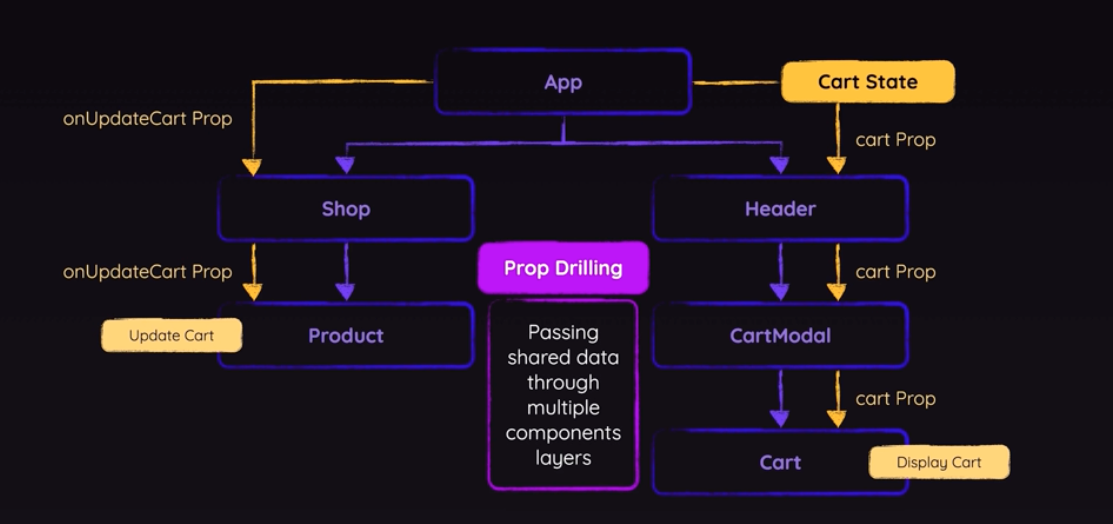 App
Cart State
onUpdateCart Prop
cart Prop
Shop
Header
onUpdateCart Prop
Prop Drilling
cart Prop
Update Cart
Product
Passing
shared data
through
multiple
components
layers
CartModal
cart Prop
Cart
Display Cart